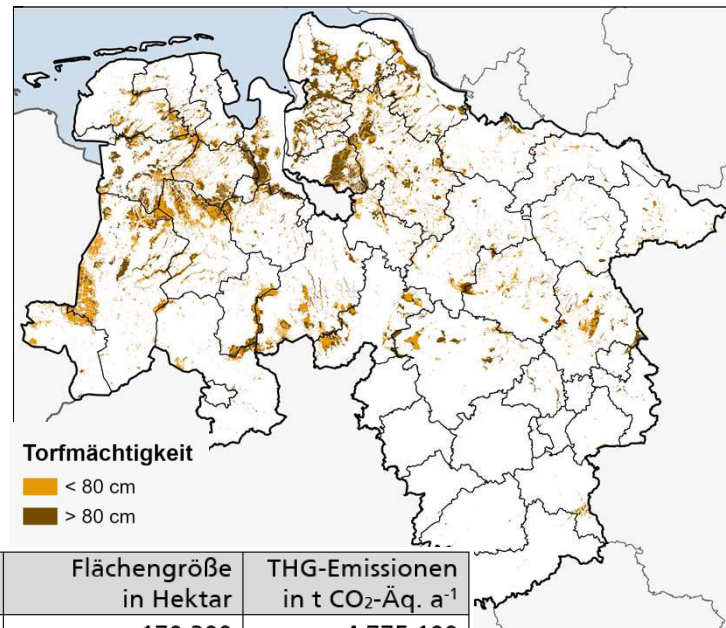 Torfmächtigkeit
< 80 cm
> 80 cm
Flächengröße
in Hektar
THG-Emissionen
in t CO₂-Äq. a⁻¹